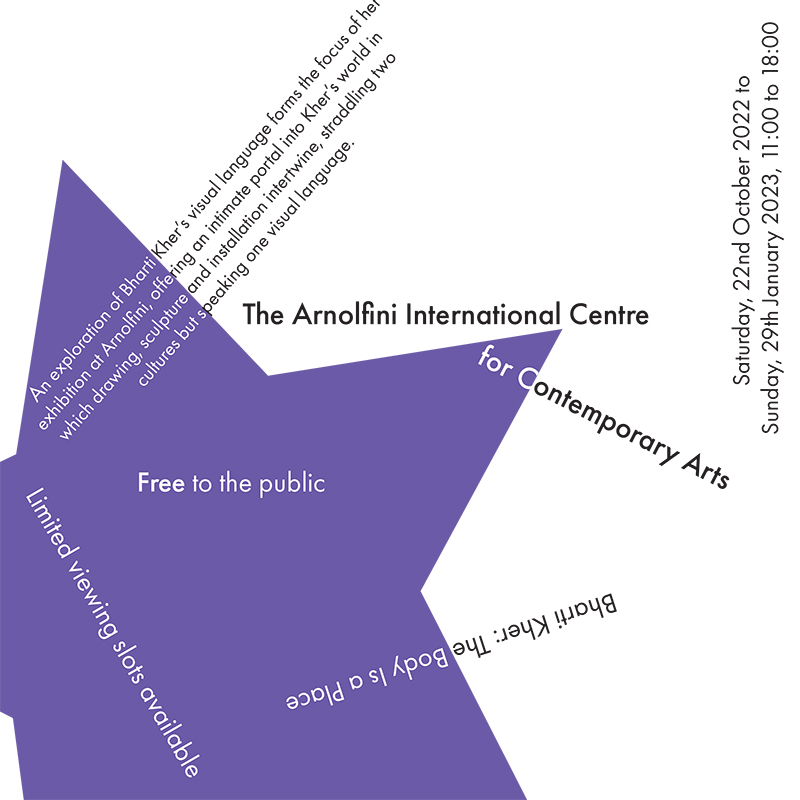 An exploration of Bharti Kher's visual language forms the focus of her
exhibition at Arnolfini, offering an intimate portal into Kher's world in
which drawing, sculpture and installation intertwine, straddling two
cultures but speaking one visual language.
Saturday, 22nd October 2022 to
Sunday, 29th January 2023, 11:00 to 18:00
The Arnolfini International Centre
for Contemporary Arts
Free to the public
Limited viewing slots available
Bharti Kher: The Body Is a Place